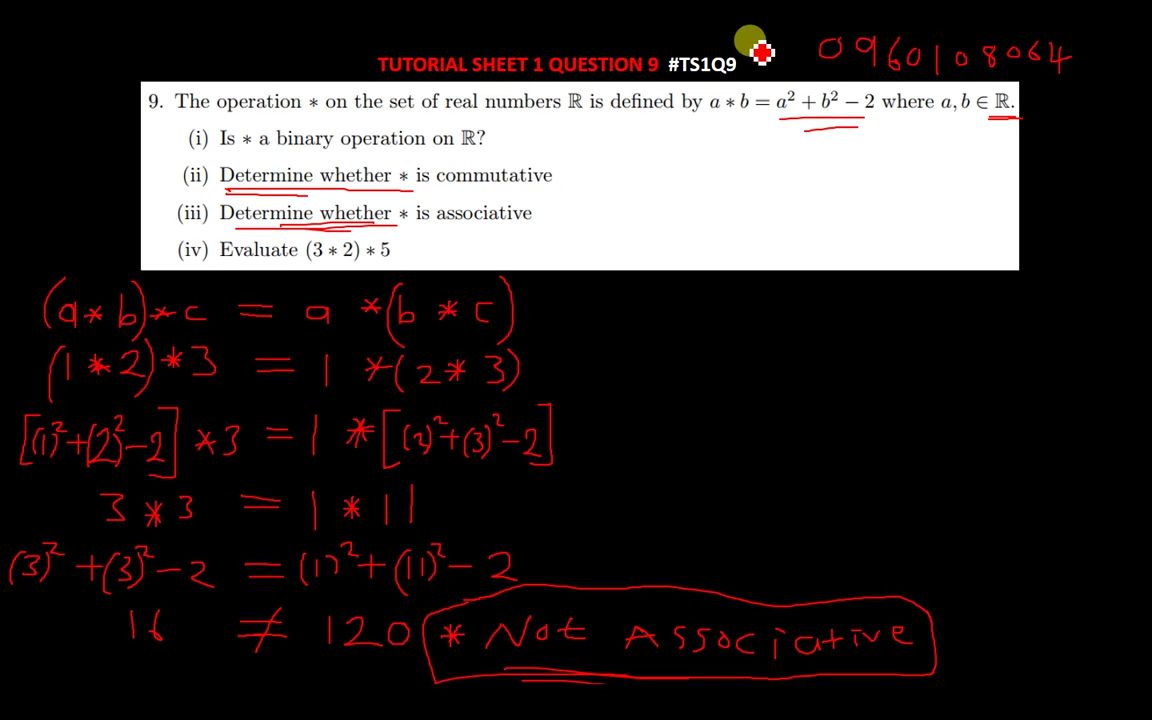 0960108064
TUTORIAL SHEET 1 QUESTION 9 #TS1Q9
9. The operation ∗ on the set of real numbers ℝ is defined by a ∗ b = a² + b² − 2 where a, b ∈ ℝ.
(i) Is ∗ a binary operation on ℝ?
(ii) Determine whether ∗ is commutative
(iii) Determine whether ∗ is associative
(iv) Evaluate (3 ∗ 2) ∗ 5
(a * b) * c = a * (b * c)
(1 * 2) * 3 = 1 * (2 * 3)
[(1)² + (2)² − 2] * 3 = 1 * [(2)² + (3)² − 2]
3 * 3 = 1 * 11
(3)² + (3)² − 2 = (1)² + (11)² − 2
16 ≠ 120 * Not Associative